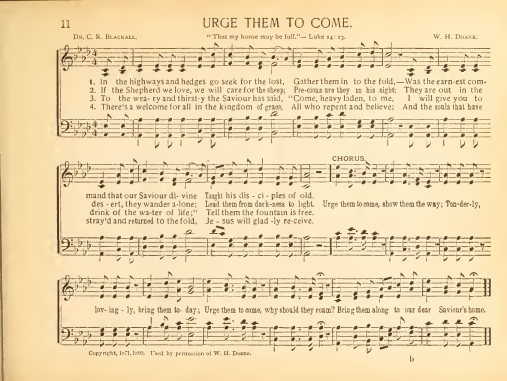 11
URGE THEM TO COME.
Dr. C. R. Blackall.
"That my house may be full."—Luke 14: 23.
W. H. Doane.
1. In the highways and hedges go seek for the lost, Gather them in to the fold,—Was the earn-est com-
2. If the Shepherd we love, we will care for the sheep; Pre-cious are they in his sight: They are out in the
3. To the wea-ry and thirst-y the Saviour has said, "Come, heavy laden, to me, I will give you to
4. There's a welcome for all in the kingdom of grace, All who repent and believe; And the souls that have
CHORUS.
mand that our Saviour di-vine Taught his dis-ci-ples of old.
des-ert, they wander a-lone; Lead them from dark-ness to light. Urge them to come, show them the way; Ten-der-ly,
drink of the wa-ter of life;" Tell them the fountain is free.
stray'd and returned to the fold, Je-sus will glad-ly re-ceive.
lov-ing-ly, bring them to-day; Urge them to come, why should they roam? Bring them along to our dear Saviour's home.
Copyright, 1871, 1880. Used by permission of W. H. Doane.
b